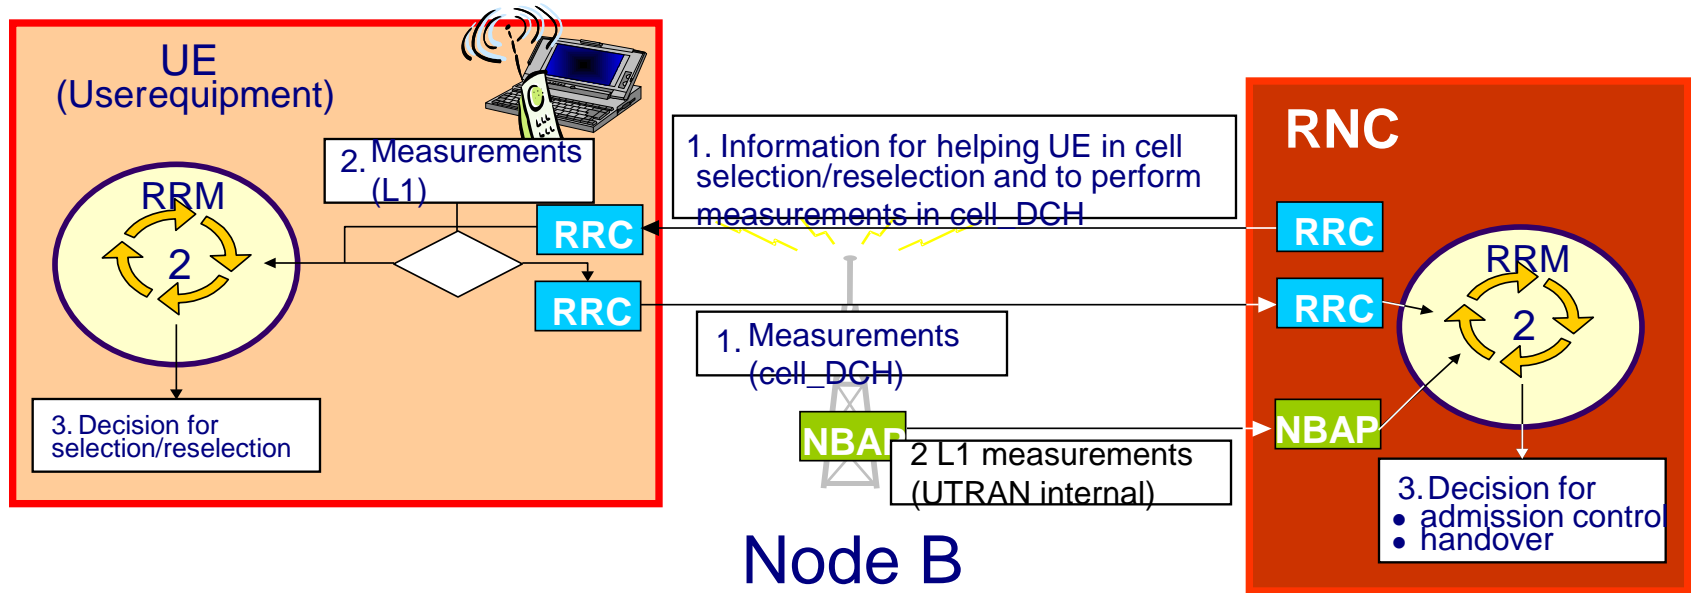 UE
(Userequipment)
2. Measurements
(L1)
RRM
2
RRC
RRC
3. Decision for
selection/reselection
1. Information for helping UE in cell
selection/reselection and to perform
measurements in cell_DCH
1. Measurements
(cell_DCH)
NBAP
2 L1 measurements
(UTRAN internal)
Node B
RNC
RRC
RRC
NBAP
RRM
2
3. Decision for
• admission control
• handover